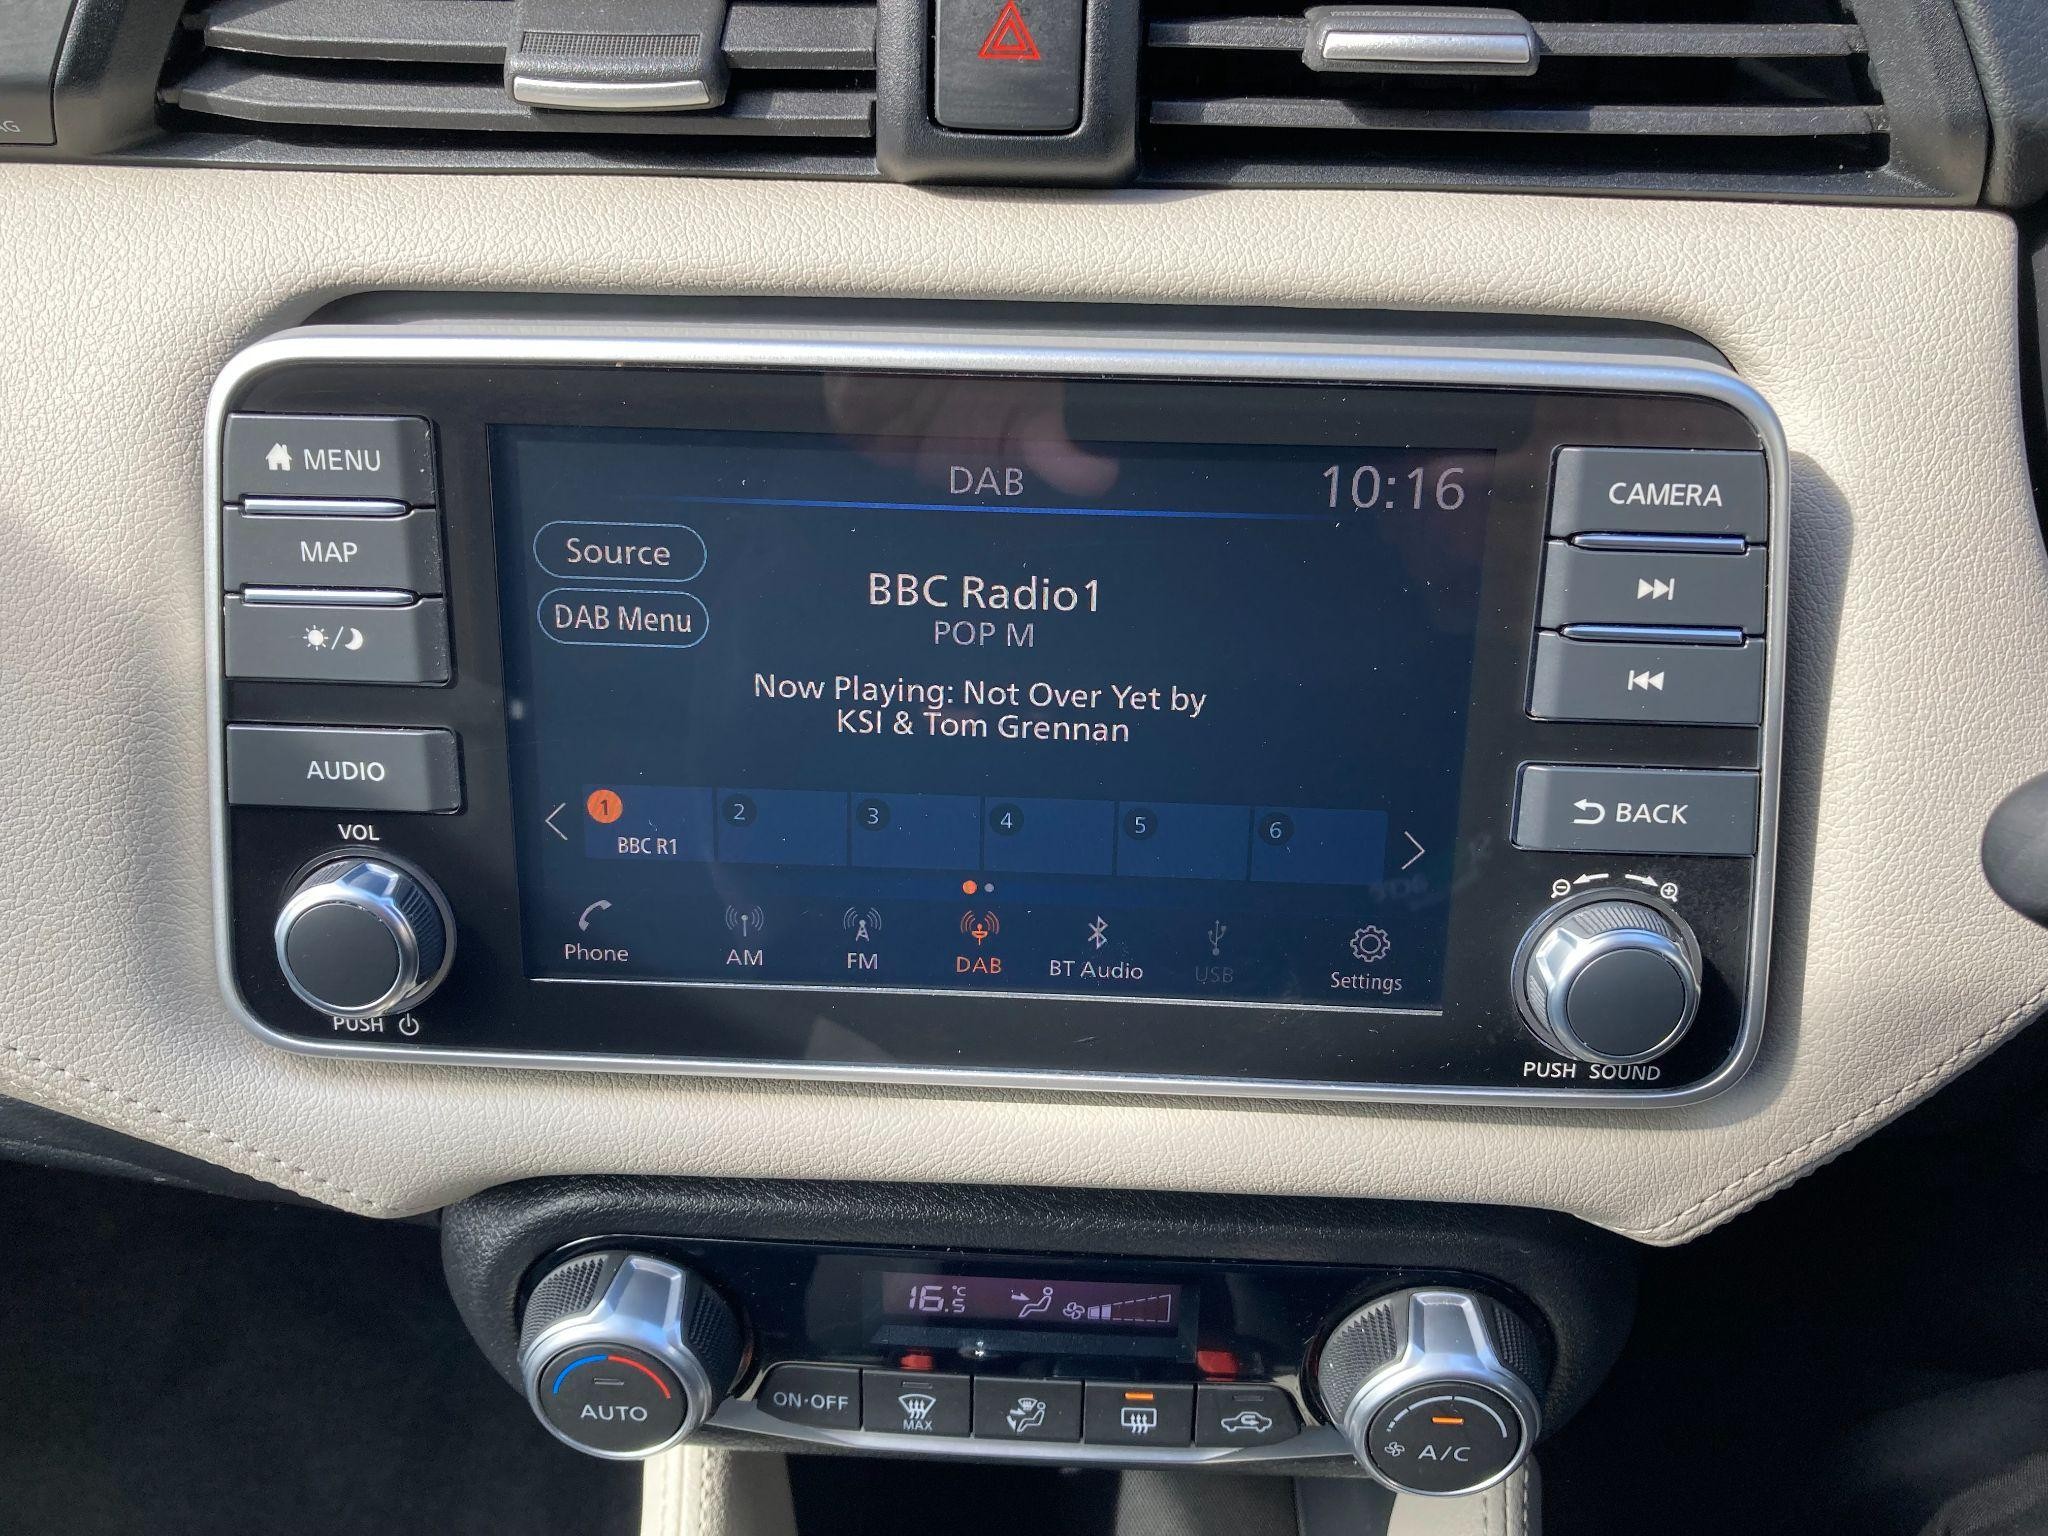 MENU
MAP
AUDIO
VOL
PUSH
DAB
10:16
Source
DAB Menu
BBC Radio1
POP M
Now Playing: Not Over Yet by
KSI & Tom Grennan
1
BBC R1
2
3
4
5
6
Phone
AM
FM
DAB
BT Audio
USB
Settings
CAMERA
BACK
PUSH SOUND
16.5 °C
AUTO
ON·OFF
MAX
A/C